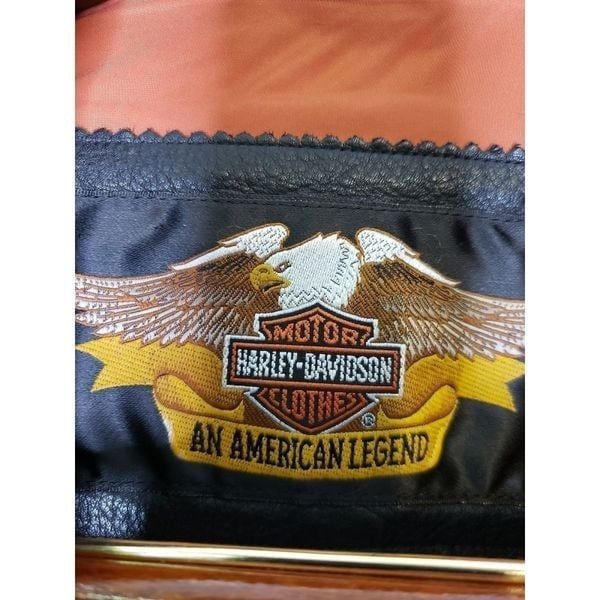 MOTOR
HARLEY-DAVIDSON
CLOTHES
®
AN AMERICAN LEGEND